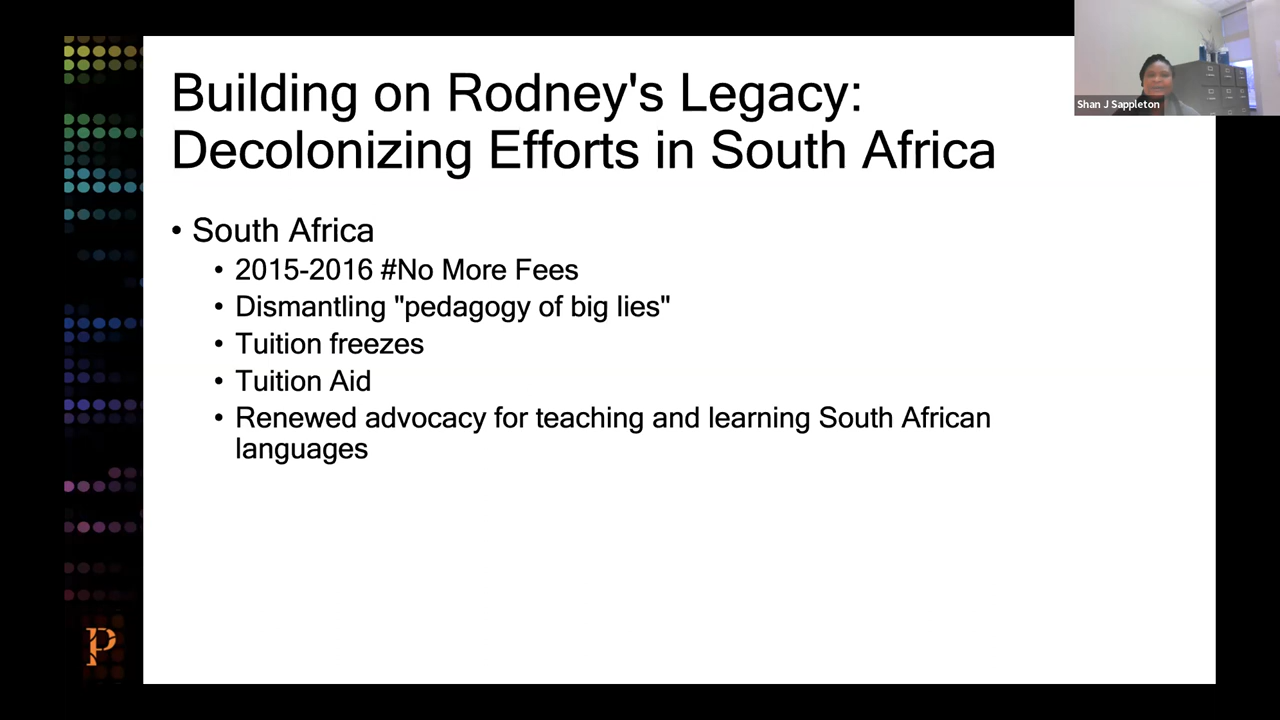 Building on Rodney's Legacy:
Decolonizing Efforts in South Africa
• South Africa
• 2015-2016 #No More Fees
• Dismantling "pedagogy of big lies"
• Tuition freezes
• Tuition Aid
• Renewed advocacy for teaching and learning South African
languages
Shan J Sappleton
P